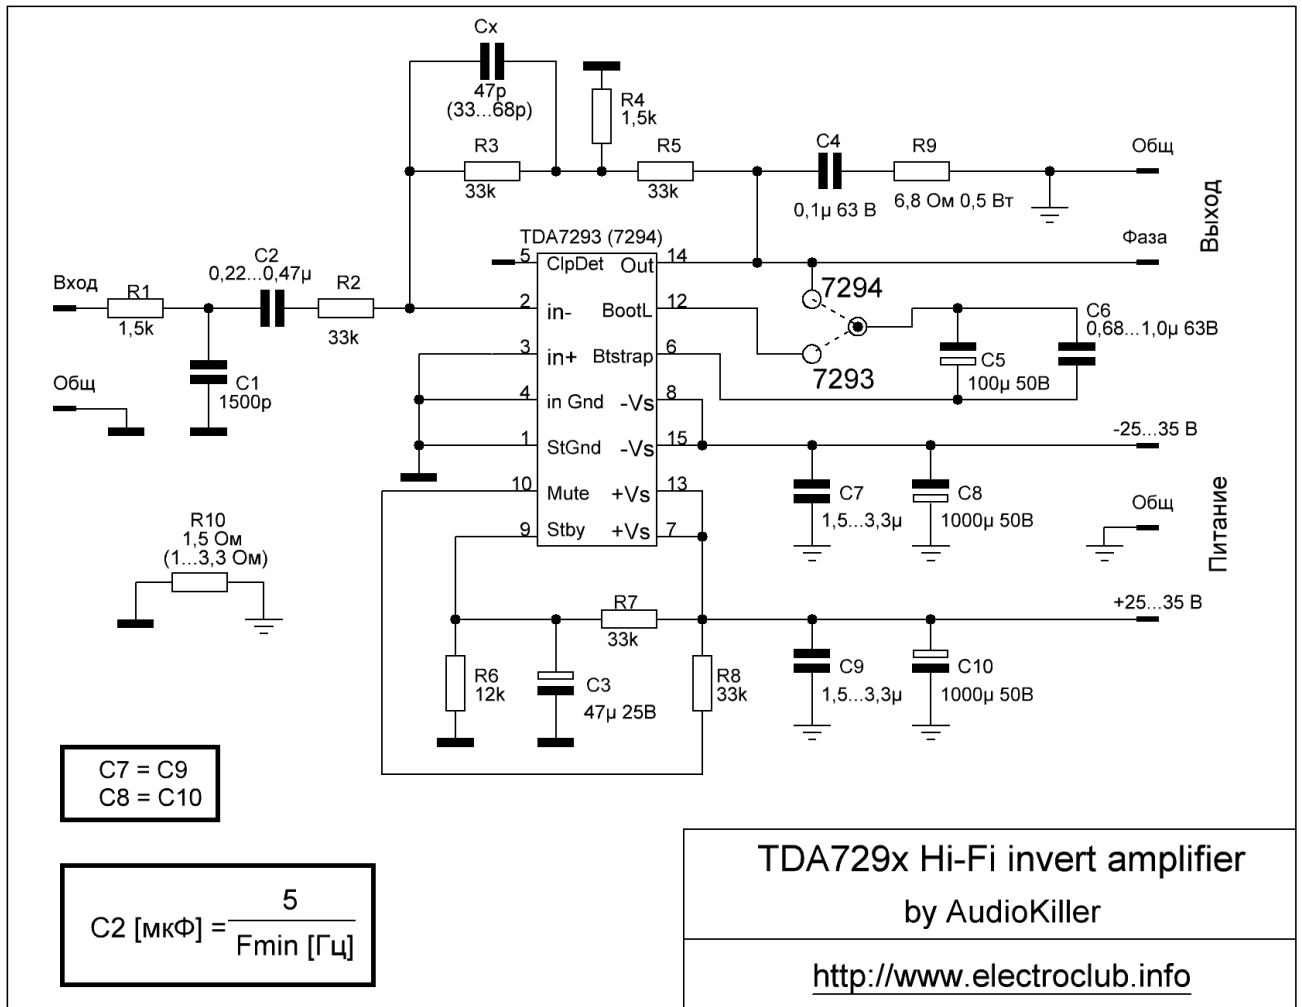 Cx
47p
(33...68p)
R4
1,5k
R3
33k
R5
33k
C4
0,1µ 63 В
R9
6,8 Ом 0,5 Вт
Общ
Фаза
Выход
TDA7293 (7294)
Вход
R1
1,5k
C2
0,22...0,47µ
R2
33k
Общ
C1
1500p
5 ClpDet Out 14
2 in- BootL 12
3 in+ Btstrap 6
4 in Gnd -Vs 8
1 StGnd -Vs 15
10 Mute +Vs 13
9 Stby +Vs 7
7294
7293
C5
100µ 50В
C6
0,68...1,0µ 63В
-25...35 В
C7
1,5...3,3µ
C8
1000µ 50В
Общ
Питание
+25...35 В
R10
1,5 Ом
(1...3,3 Ом)
R7
33k
R6
12k
C3
47µ 25В
R8
33k
C9
1,5...3,3µ
C10
1000µ 50В
C7 = C9
C8 = C10
C2 [мкФ] = 5
Fmin [Гц]
TDA729x Hi-Fi invert amplifier
by AudioKiller
http://www.electroclub.info